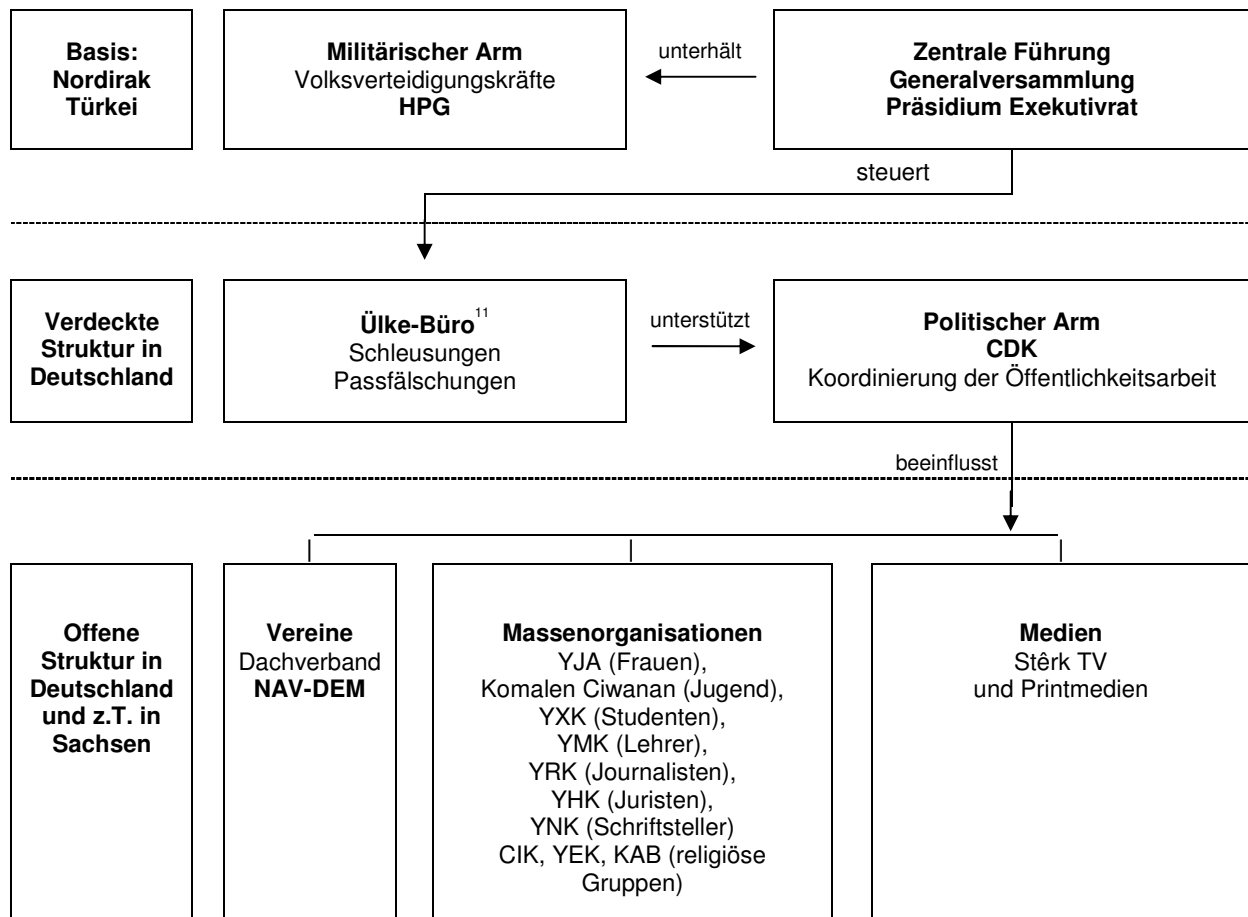 Basis:
Nordirak
Türkei
Militärischer Arm
Volksverteidigungskräfte
HPG
unterhält
Zentrale Führung
Generalversammlung
Präsidium Exekutivrat
steuert
Verdeckte
Struktur in
Deutschland
Ülke-Büro11
Schleusungen
Passfälschungen
unterstützt
Politischer Arm
CDK
Koordinierung der Öffentlichkeitsarbeit
beeinflusst
Offene
Struktur in
Deutschland
und z.T. in
Sachsen
Vereine
Dachverband
NAV-DEM
Massenorganisationen
YJA (Frauen),
Komalen Ciwanan (Jugend),
YXK (Studenten),
YMK (Lehrer),
YRK (Journalisten),
YHK (Juristen),
YNK (Schriftsteller)
CIK, YEK, KAB (religiöse
Gruppen)
Medien
Stêrk TV
und Printmedien